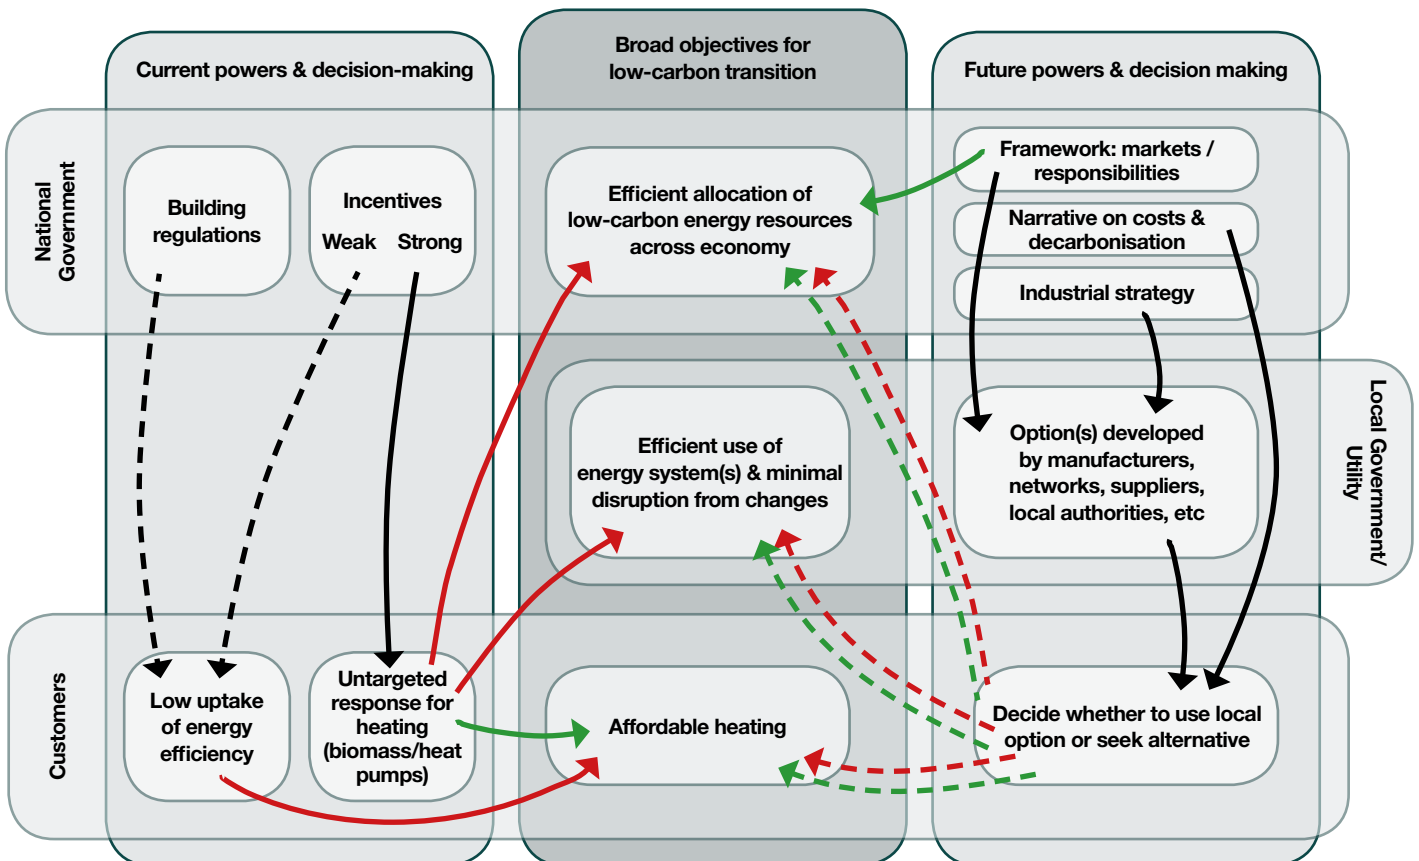 Current powers & decision-making
Broad objectives for
low-carbon transition
Future powers & decision making
National
Government
Building
regulations
Incentives
Weak Strong
Efficient allocation of
low-carbon energy resources
across economy
Framework: markets /
responsibilities
Narrative on costs &
decarbonisation
Industrial strategy
Local Government/
Utility
Efficient use of
energy system(s) & minimal
disruption from changes
Option(s) developed
by manufacturers,
networks, suppliers,
local authorities, etc
Customers
Low uptake
of energy
efficiency
Untargeted
response for
heating
(biomass/heat
pumps)
Affordable heating
Decide whether to use local
option or seek alternative